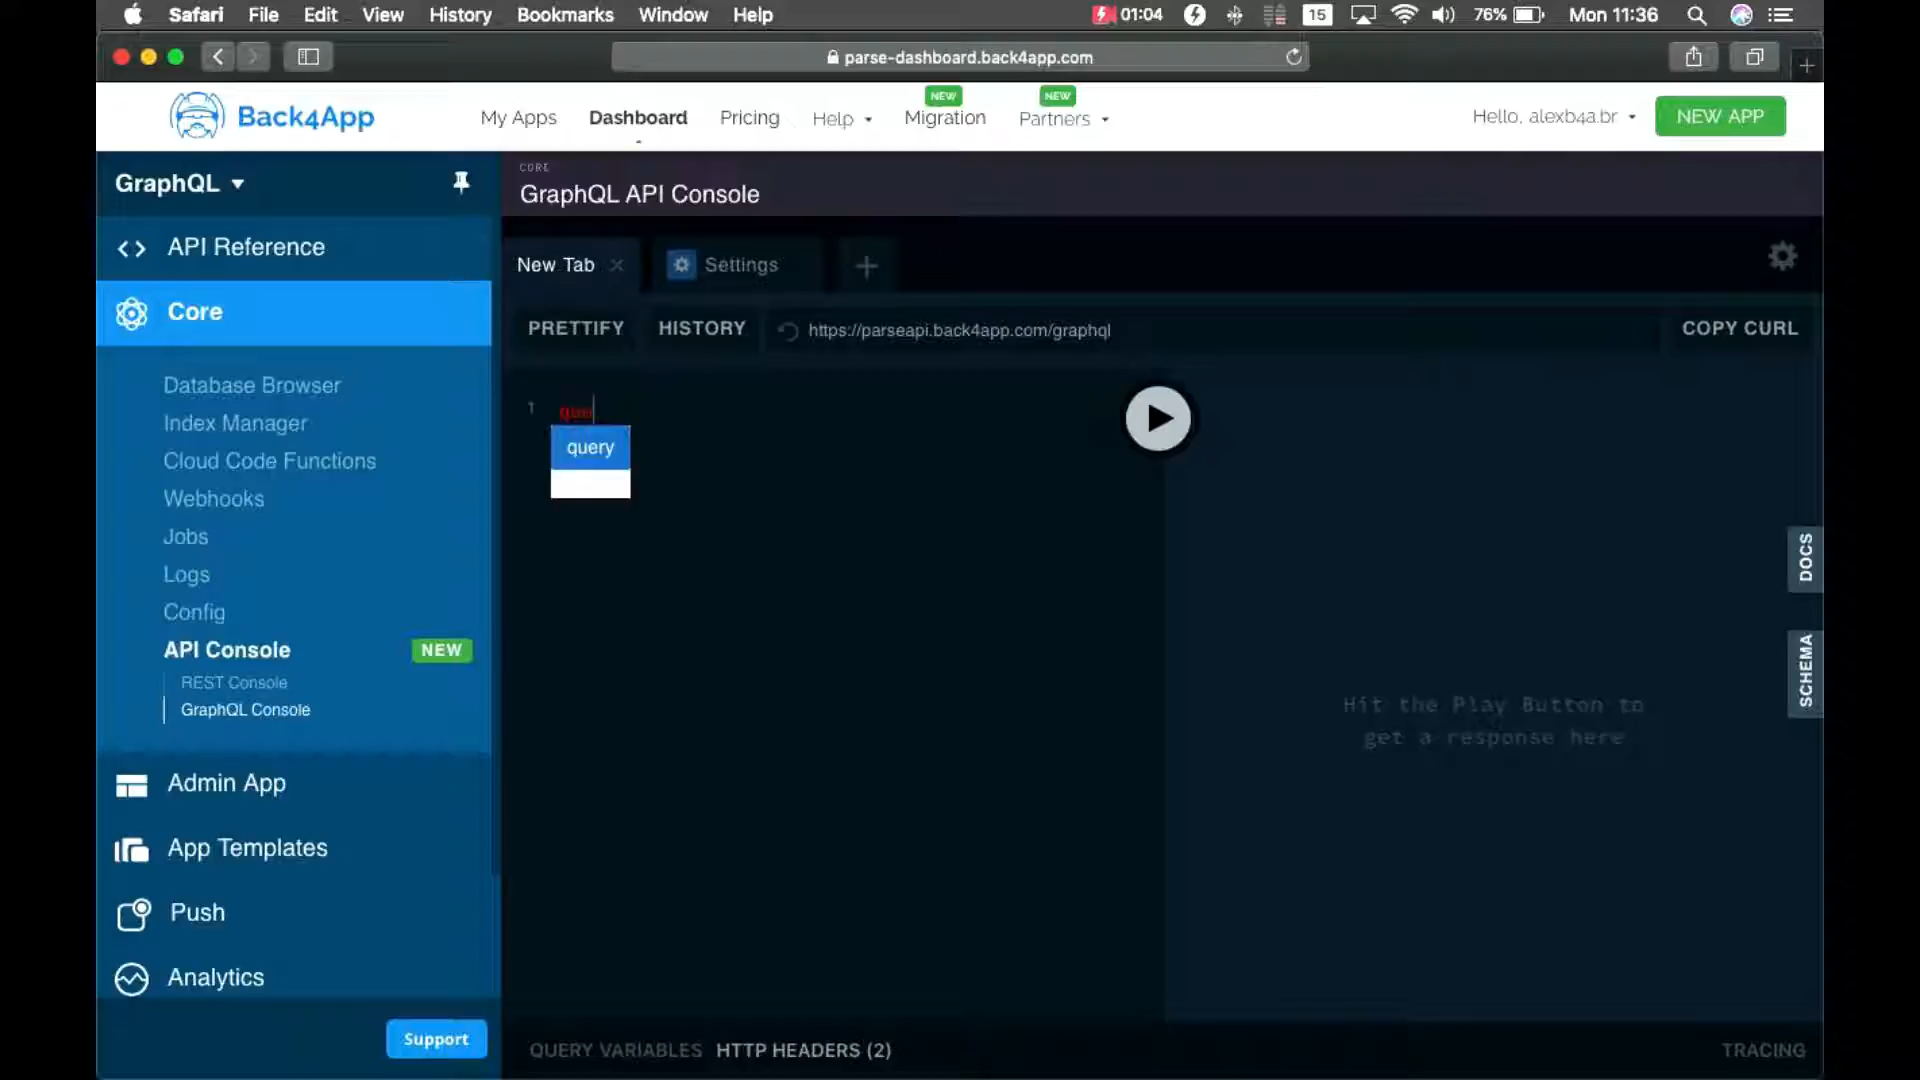 Safari File Edit View History Bookmarks Window Help 01:04 15 76% Mon 11:36
parse-dashboard.back4app.com
Back4App My Apps Dashboard Pricing Help NEW Migration NEW Partners Hello, alexb4a.br NEW APP
GraphQL
CORE
GraphQL API Console
API Reference
New Tab Settings
Core
PRETTIFY HISTORY https://parseapi.back4app.com/graphql COPY CURL
Database Browser
1
query
Index Manager
Cloud Code Functions
Webhooks
Jobs
Logs
Config
API Console NEW
REST Console
GraphQL Console
DOCS
SCHEMA
Hit the Play Button to
get a response here
Admin App
App Templates
Push
Analytics
Support
QUERY VARIABLES HTTP HEADERS (2) TRACING